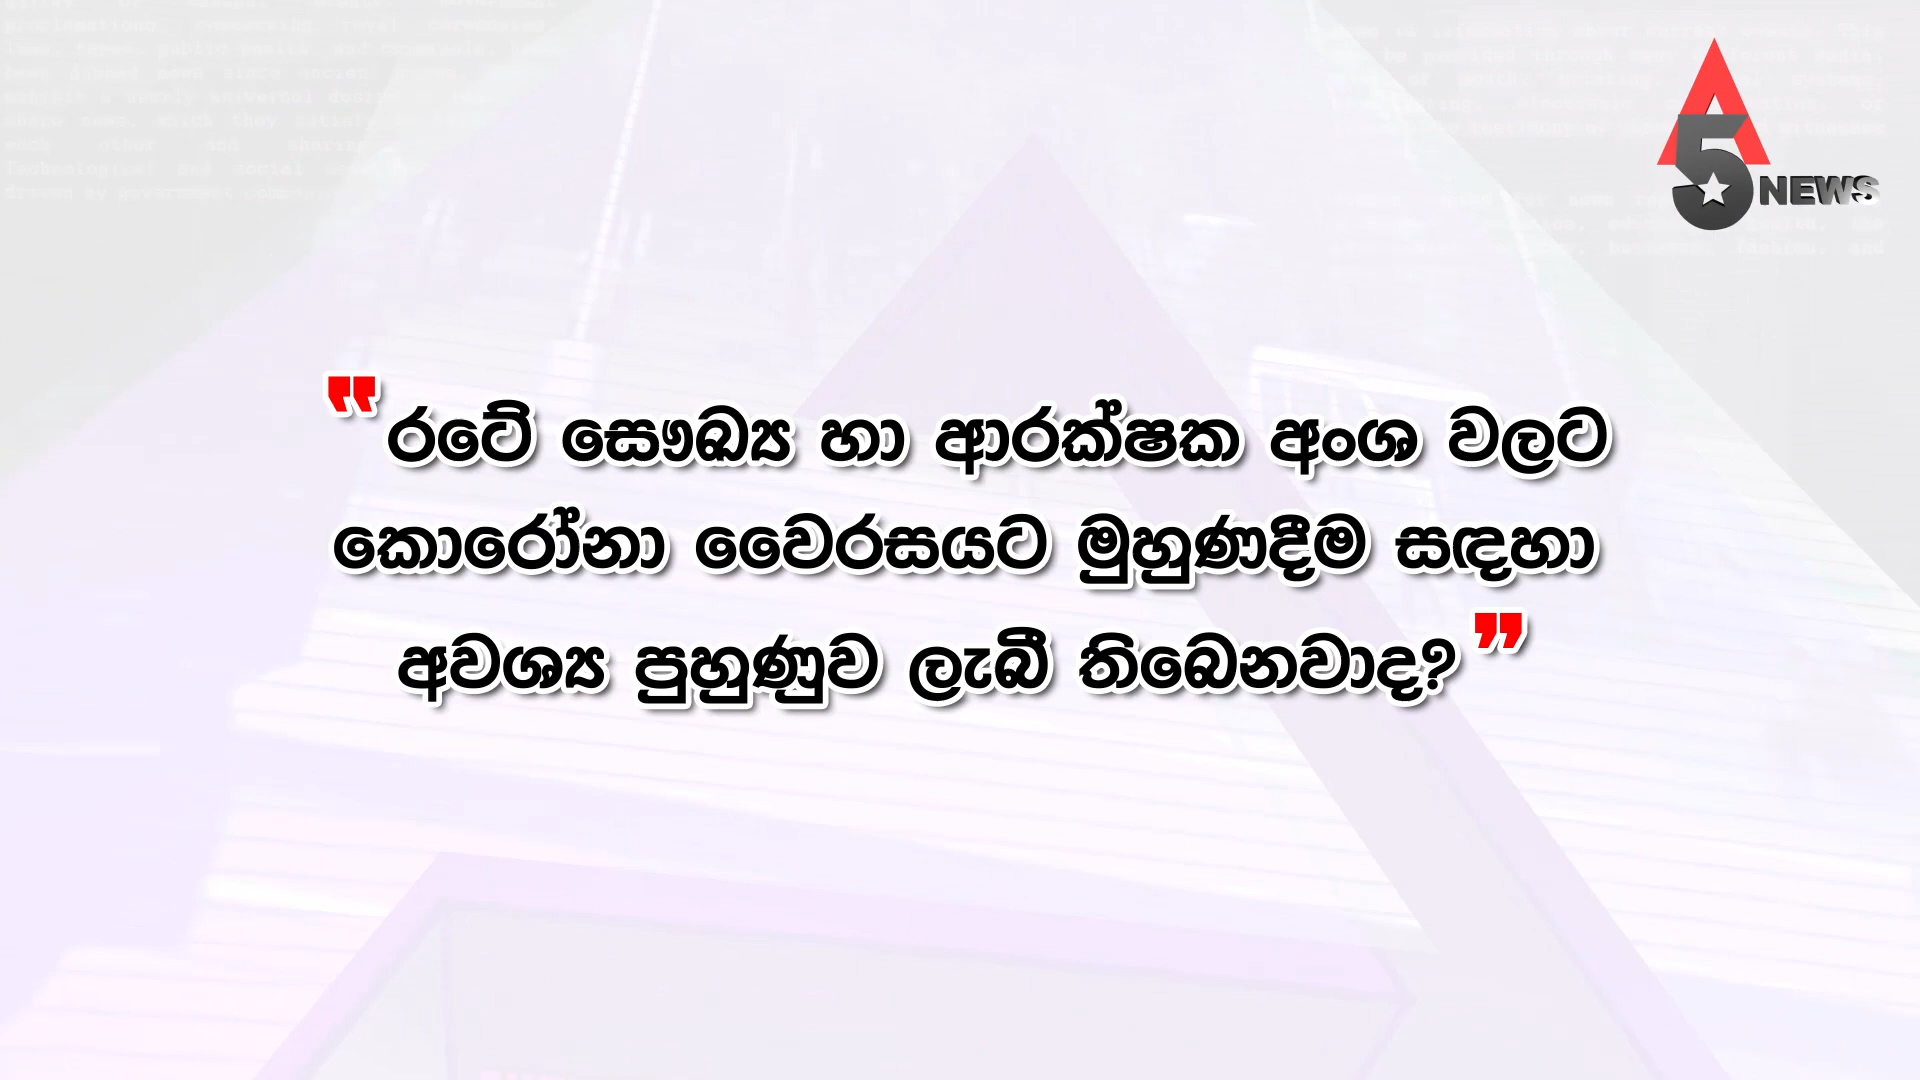 A
5 NEWS
"රටේ සෞඛ්‍ය හා ආරක්ෂක අංශ වලට
කොරෝනා වෛරසයට මුහුණදීම සඳහා
අවශ්‍ය පුහුණුව ලැබී තිබෙනවාද?"